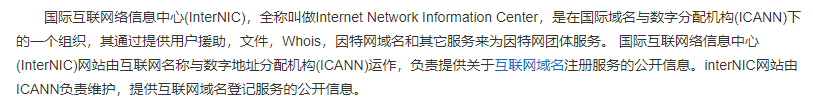 国际互联网络信息中心(InterNIC)，全称叫做Internet Network Information Center，是在国际域名与数字分配机构(ICANN)下
的一个组织，其通过提供用户援助，文件，Whois，因特网域名和其它服务来为因特网团体服务。 国际互联网络信息中心
(InterNIC)网站由互联网名称与数字地址分配机构(ICANN)运作，负责提供关于互联网域名注册服务的公开信息。interNIC网站由
ICANN负责维护，提供互联网域名登记服务的公开信息。